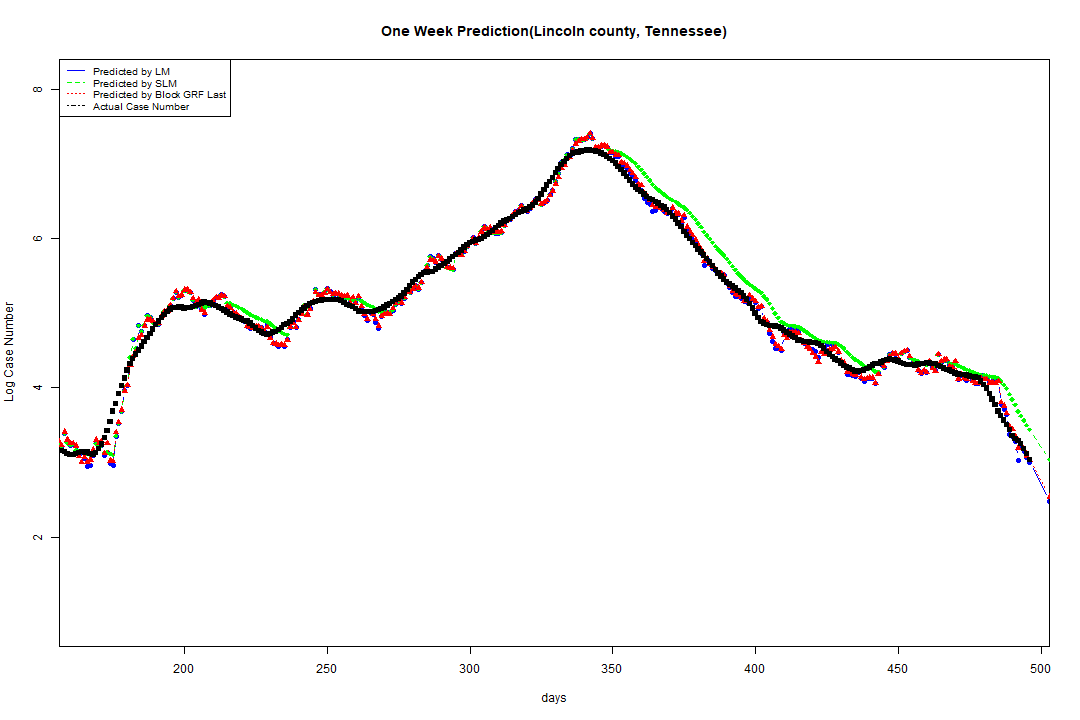 One Week Prediction(Lincoln county, Tennessee)
Predicted by LM
Predicted by SLM
Predicted by Block GRF Last
Actual Case Number
8
6
4
2
Log Case Number
200 250 300 350 400 450 500
days